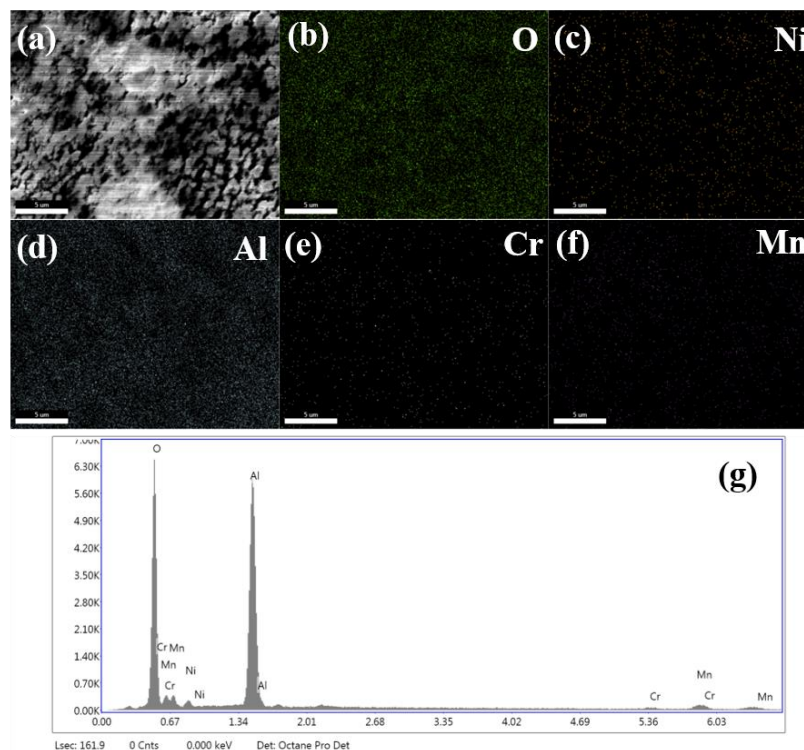 (a) (b) O (c) Ni
5 um 5 um 5 um
(d) Al (e) Cr (f) Mn
5 um 5 um 5 um
7.00K
O (g)
6.30K
Al
5.60K
4.90K
4.20K
3.50K
2.80K
2.10K
Cr Mn
1.40K
Mn Ni Mn
0.70K
Cr Ni Al Cr Cr Mn
0.00K
0.00 0.67 1.34 2.01 2.68 3.35 4.02 4.69 5.36 6.03
Lsec: 161.9 0 Cnts 0.000 keV Det: Octane Pro Det